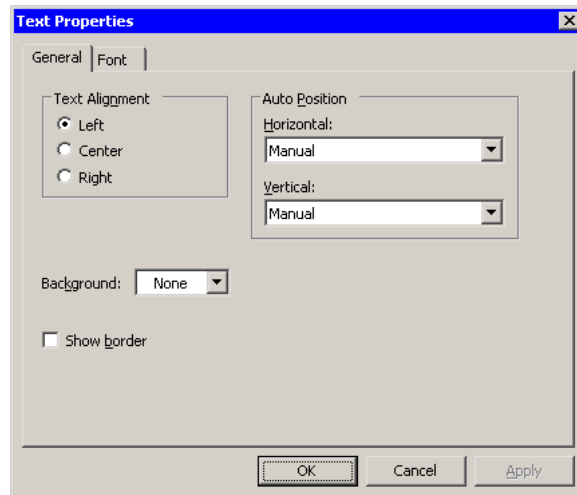 Text Properties
General Font
Text Alignment
Left
Center
Right
Auto Position
Horizontal:
Manual
Vertical:
Manual
Background: None
Show border
OK Cancel Apply